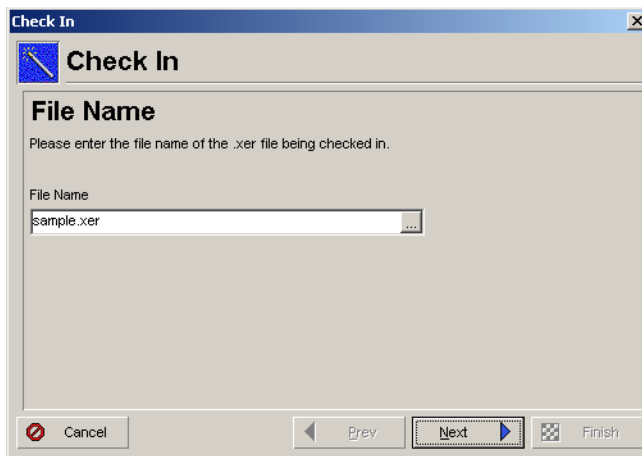 Check In
Check In
File Name
Please enter the file name of the .xer file being checked in.
File Name
sample.xer
...
Cancel
Prev
Next
Finish